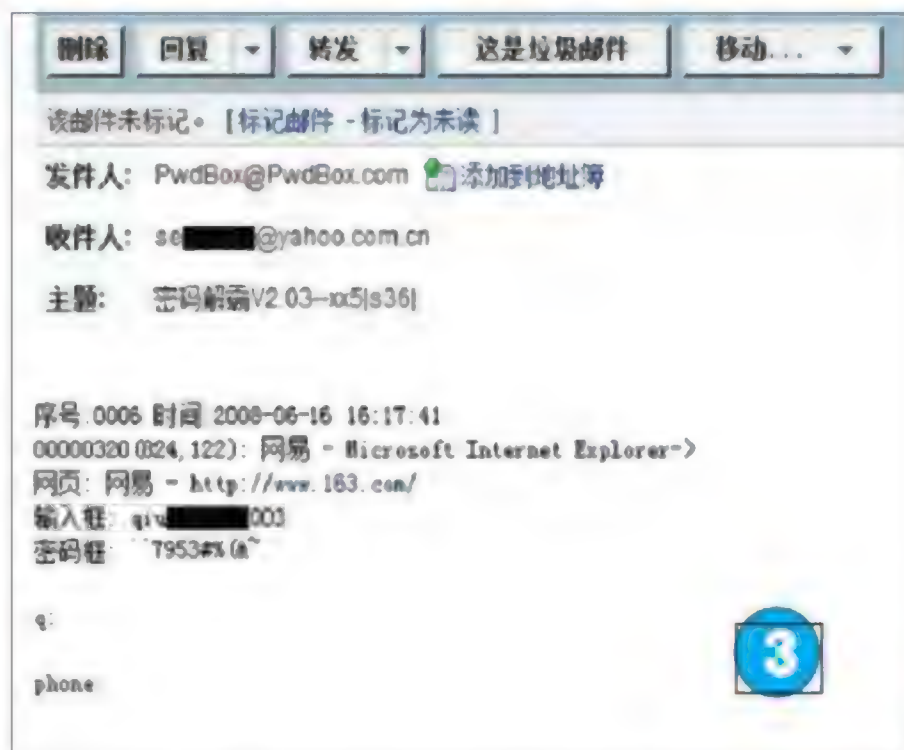 删除 回复 转发 这是垃圾邮件 移动...
该邮件未标记。 [标记邮件 - 标记为未读 ]
发件人: PwdBox@PwdBox.com 添加到地址簿
收件人: se @yahoo.com.cn
主题: 密码解霸V2.03--xx5|s36|
序号:0006 时间 2008-06-16 16:17:41
00000320(824,122): 网易 - Microsoft Internet Explorer->
网页: 网易 - http://www.163.com/
输入框: qiu 003
密码框:
q:
phone
3